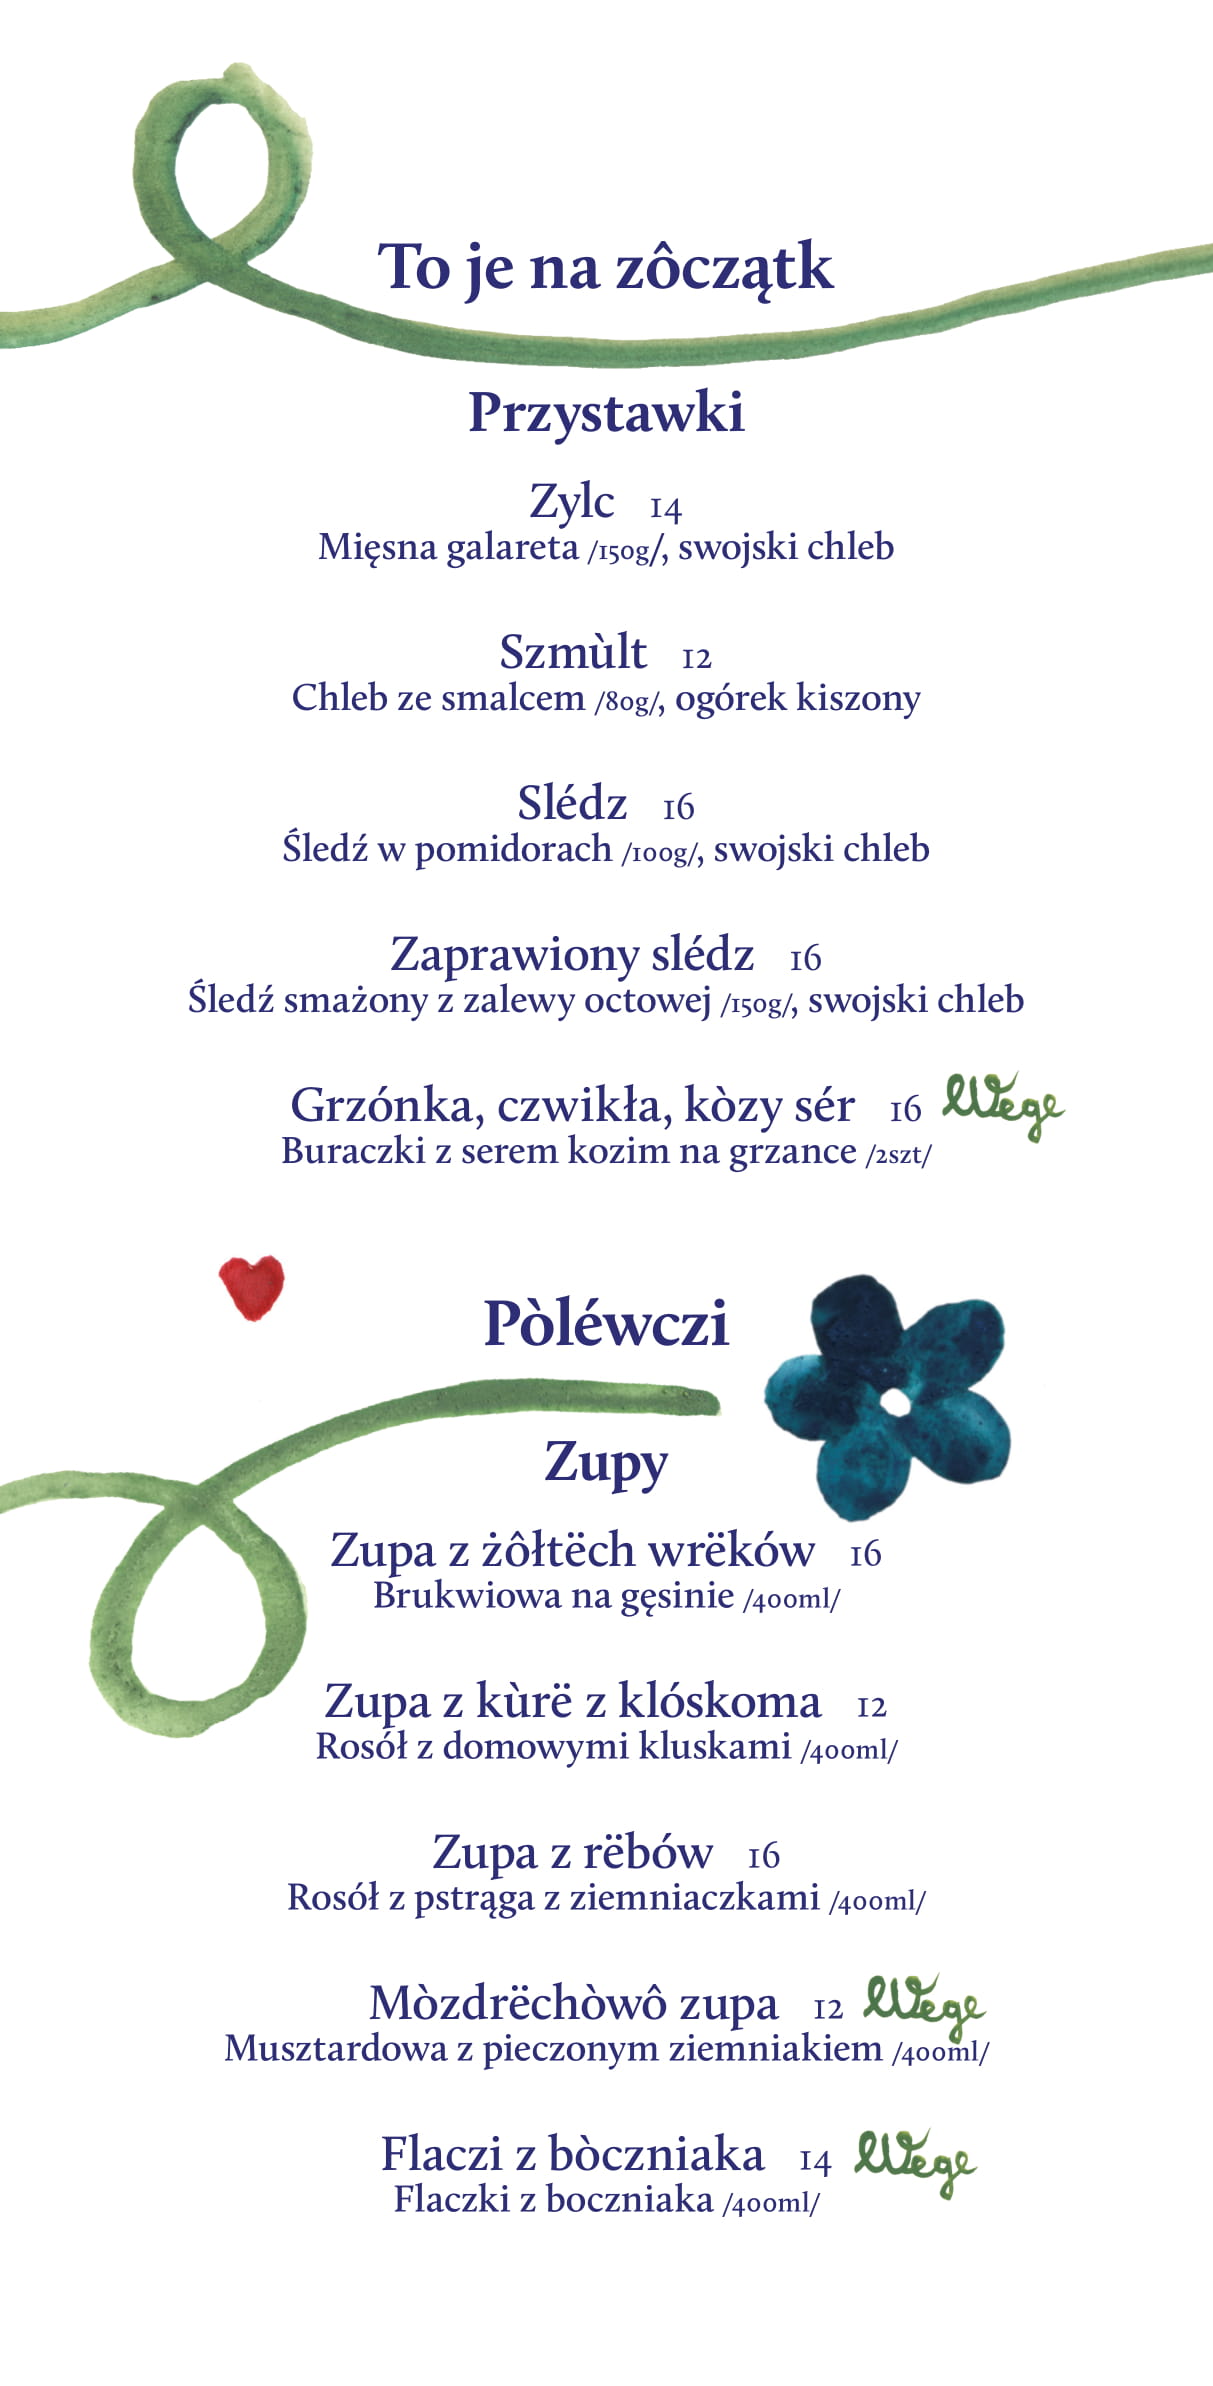 To je na zôczątk
Przystawki
Zylc 14
Mięsna galareta /150g/, swojski chleb
Szmùlt 12
Chleb ze smalcem /80g/, ogórek kiszony
Slédz 16
Śledź w pomidorach /100g/, swojski chleb
Zaprawiony slédz 16
Śledź smażony z zalewy octowej /150g/, swojski chleb
Grzónka, czwikła, kòzy sér 16 Wege
Buraczki z serem kozim na grzance /2szt/
Pòléwczi
Zupy
Zupa z żôłtëch wrëków 16
Brukwiowa na gęsinie /400ml/
Zupa z kùrë z klóskoma 12
Rosół z domowymi kluskami /400ml/
Zupa z rëbów 16
Rosół z pstrąga z ziemniaczkami /400ml/
Mòzdrëchòwô zupa 12 Wege
Musztardowa z pieczonym ziemniakiem /400ml/
Flaczi z bòczniaka 14 Wege
Flaczki z boczniaka /400ml/